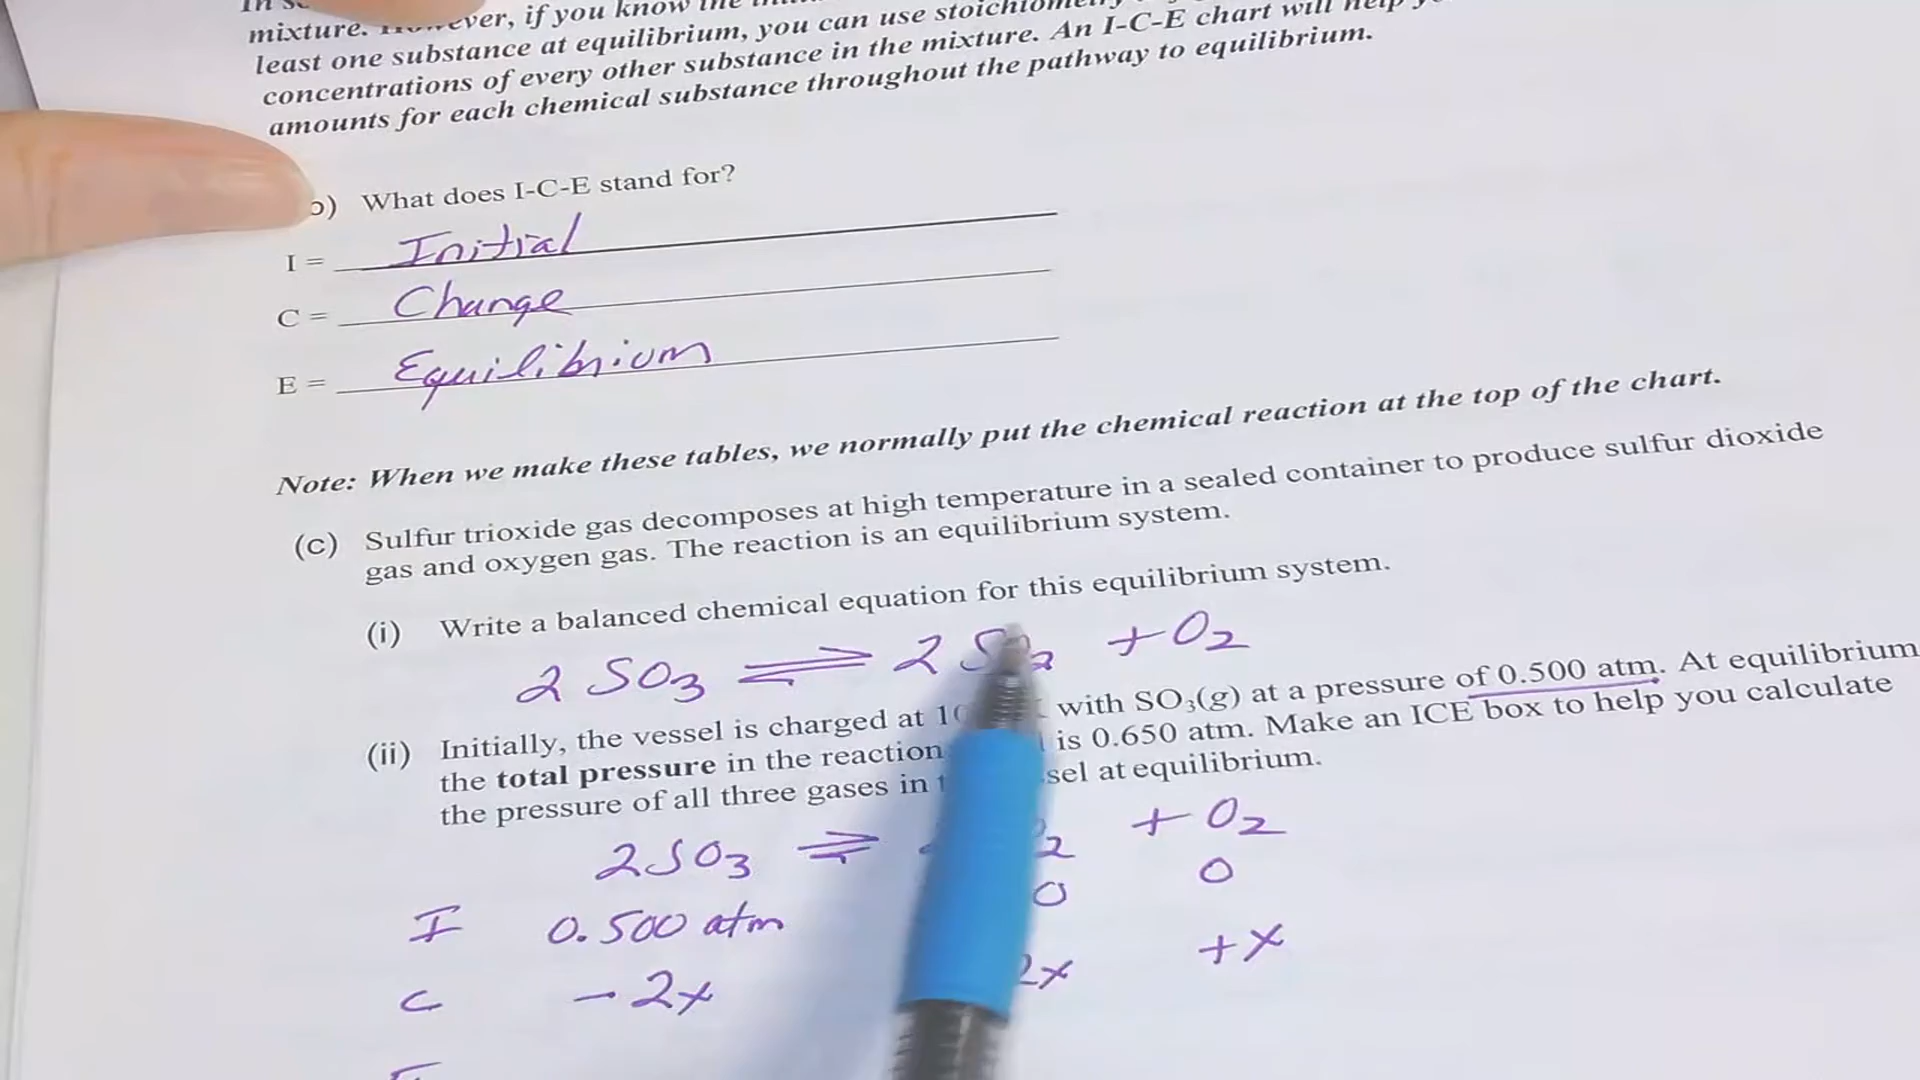 mixture. However, if you know the
least one substance at equilibrium, you can use
concentrations of every other substance in the mixture. An I-C-E chart will help
amounts for each chemical substance throughout the pathway to equilibrium.
What does I-C-E stand for?
I = Initial
C = Change
E = Equilibrium
Note: When we make these tables, we normally put the chemical reaction at the top of the chart.
(c) Sulfur trioxide gas decomposes at high temperature in a sealed container to produce sulfur dioxide
gas and oxygen gas. The reaction is an equilibrium system.
(i) Write a balanced chemical equation for this equilibrium system.
2 SO₃ ⇌ 2 + O₂
(ii) Initially, the vessel is charged at with SO₃(g) at a pressure of 0.500 atm. At equilibrium
the total pressure in the reaction is 0.650 atm. Make an ICE box to help you calculate
the pressure of all three gases in at equilibrium.
2SO₃ ⇌ + O₂
I 0.500 atm 0 0
C - 2x 2x + x